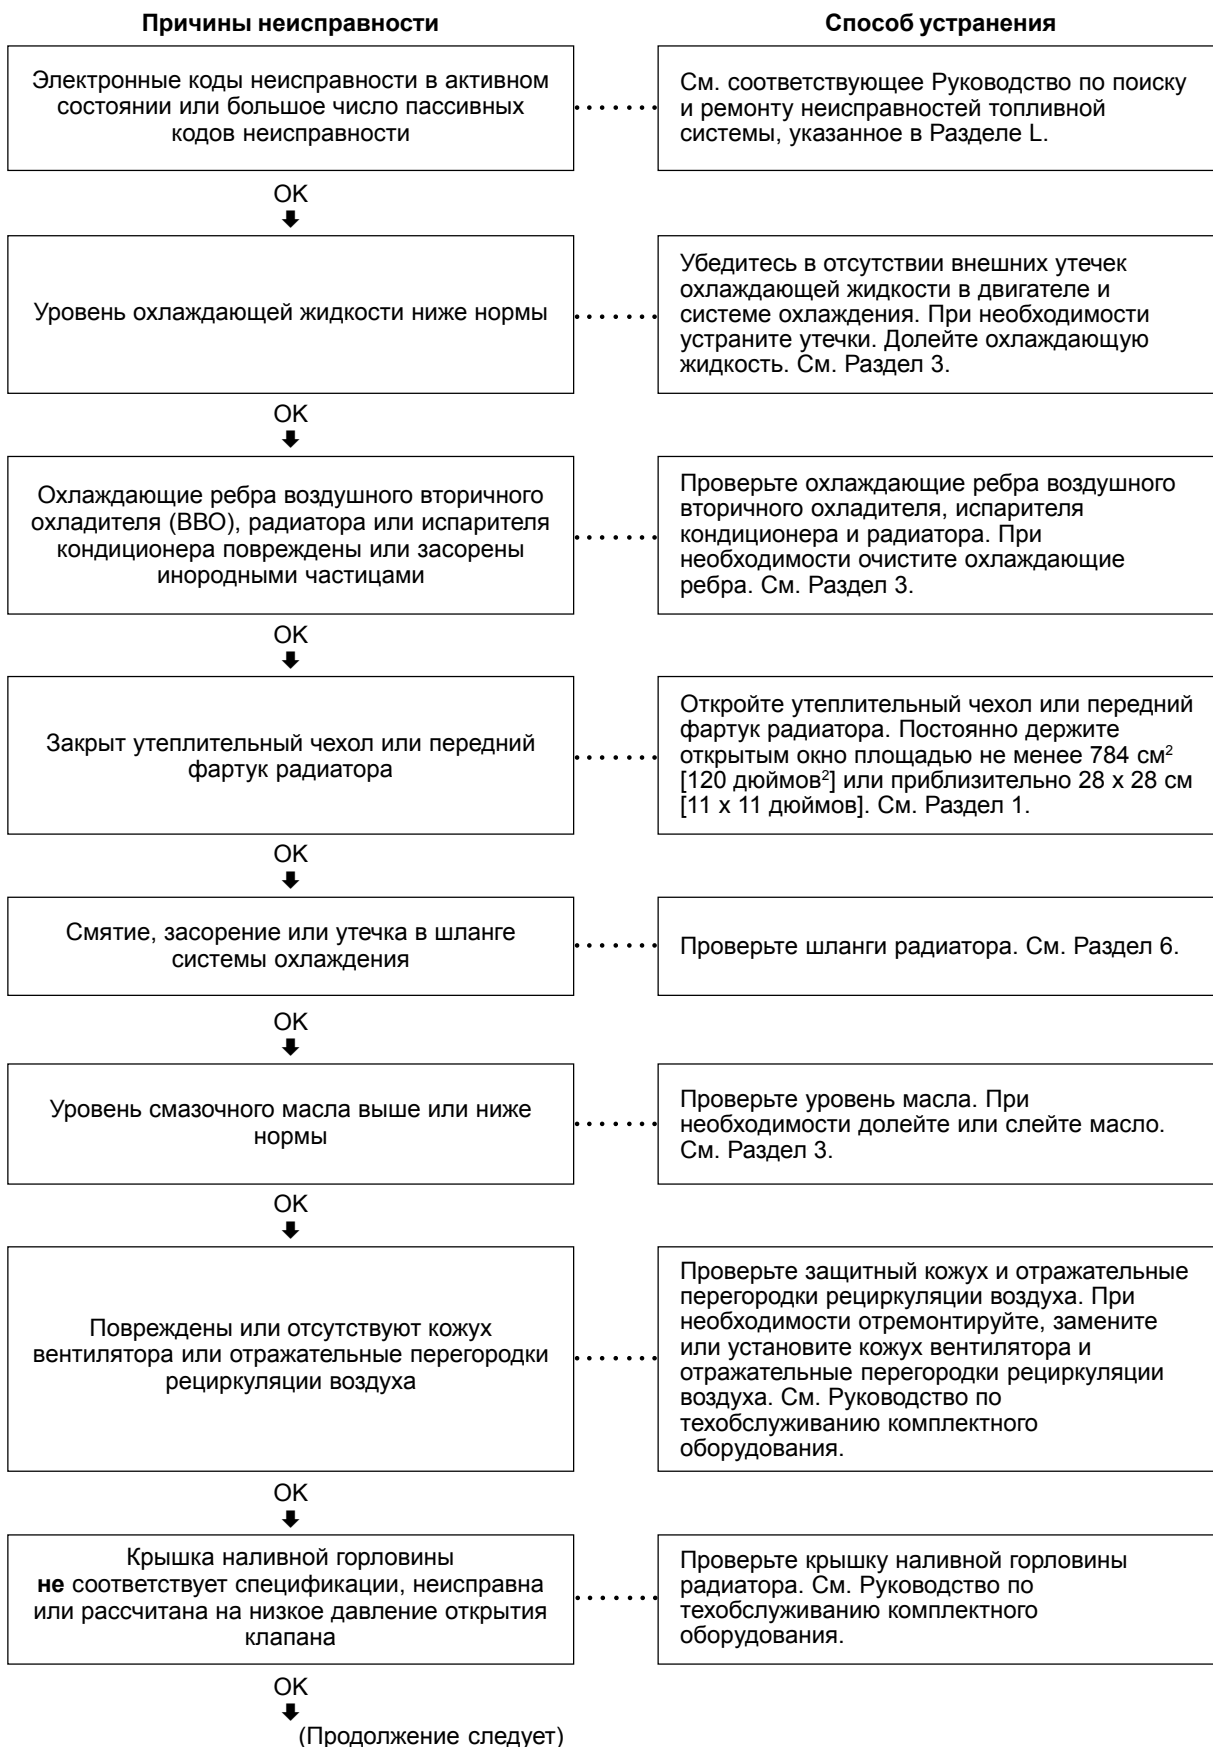 Причины неисправности
Способ устранения
Электронные коды неисправности в активном
состоянии или большое число пассивных
кодов неисправности
См. соответствующее Руководство по поиску
и ремонту неисправностей топливной
системы, указанное в Разделе L.
OK
Уровень охлаждающей жидкости ниже нормы
Убедитесь в отсутствии внешних утечек
охлаждающей жидкости в двигателе и
системе охлаждения. При необходимости
устраните утечки. Долейте охлаждающую
жидкость. См. Раздел 3.
OK
Охлаждающие ребра воздушного вторичного
охладителя (ВВО), радиатора или испарителя
кондиционера повреждены или засорены
инородными частицами
Проверьте охлаждающие ребра воздушного
вторичного охладителя, испарителя
кондиционера и радиатора. При
необходимости очистите охлаждающие
ребра. См. Раздел 3.
OK
Закрыт утеплительный чехол или передний
фартук радиатора
Откройте утеплительный чехол или передний
фартук радиатора. Постоянно держите
открытым окно площадью не менее 784 см²
[120 дюймов²] или приблизительно 28 x 28 см
[11 x 11 дюймов]. См. Раздел 1.
OK
Смятие, засорение или утечка в шланге
системы охлаждения
Проверьте шланги радиатора. См. Раздел 6.
OK
Уровень смазочного масла выше или ниже
нормы
Проверьте уровень масла. При
необходимости долейте или слейте масло.
См. Раздел 3.
OK
Повреждены или отсутствуют кожух
вентилятора или отражательные перегородки
рециркуляции воздуха
Проверьте защитный кожух и отражательные
перегородки рециркуляции воздуха. При
необходимости отремонтируйте, замените
или установите кожух вентилятора и
отражательные перегородки рециркуляции
воздуха. См. Руководство по
техобслуживанию комплектного
оборудования.
OK
Крышка наливной горловины
не соответствует спецификации, неисправна
или рассчитана на низкое давление открытия
клапана
Проверьте крышку наливной горловины
радиатора. См. Руководство по
техобслуживанию комплектного
оборудования.
OK
(Продолжение следует)